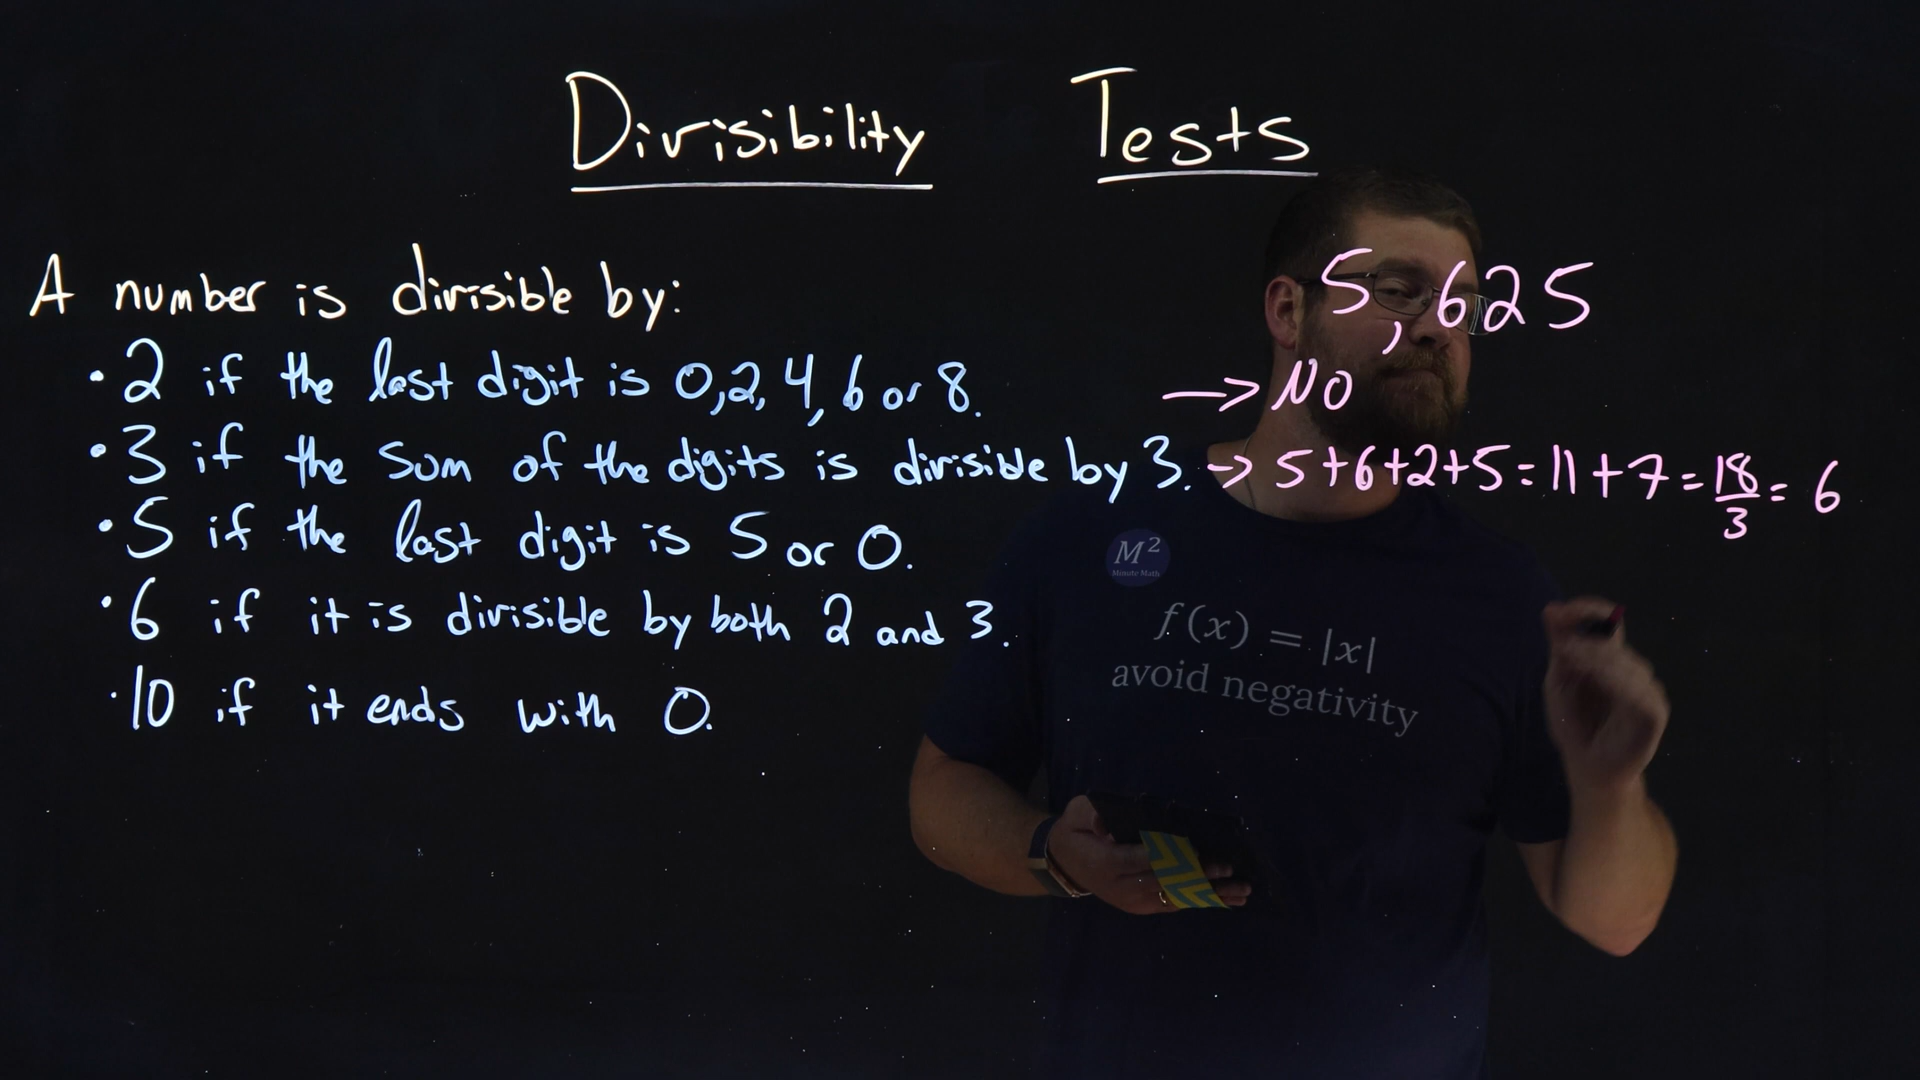 Divisibility Tests
A number is divisible by:
5,625
• 2 if the last digit is 0, 2, 4, 6 or 8. → NO
• 3 if the sum of the digits is divisible by 3. → 5+6+2+5=11+7=18/3=6
• 5 if the last digit is 5 or 0.
• 6 if it is divisible by both 2 and 3.
• 10 if it ends with 0.
M²
Minute Math
f(x) = |x|
avoid negativity